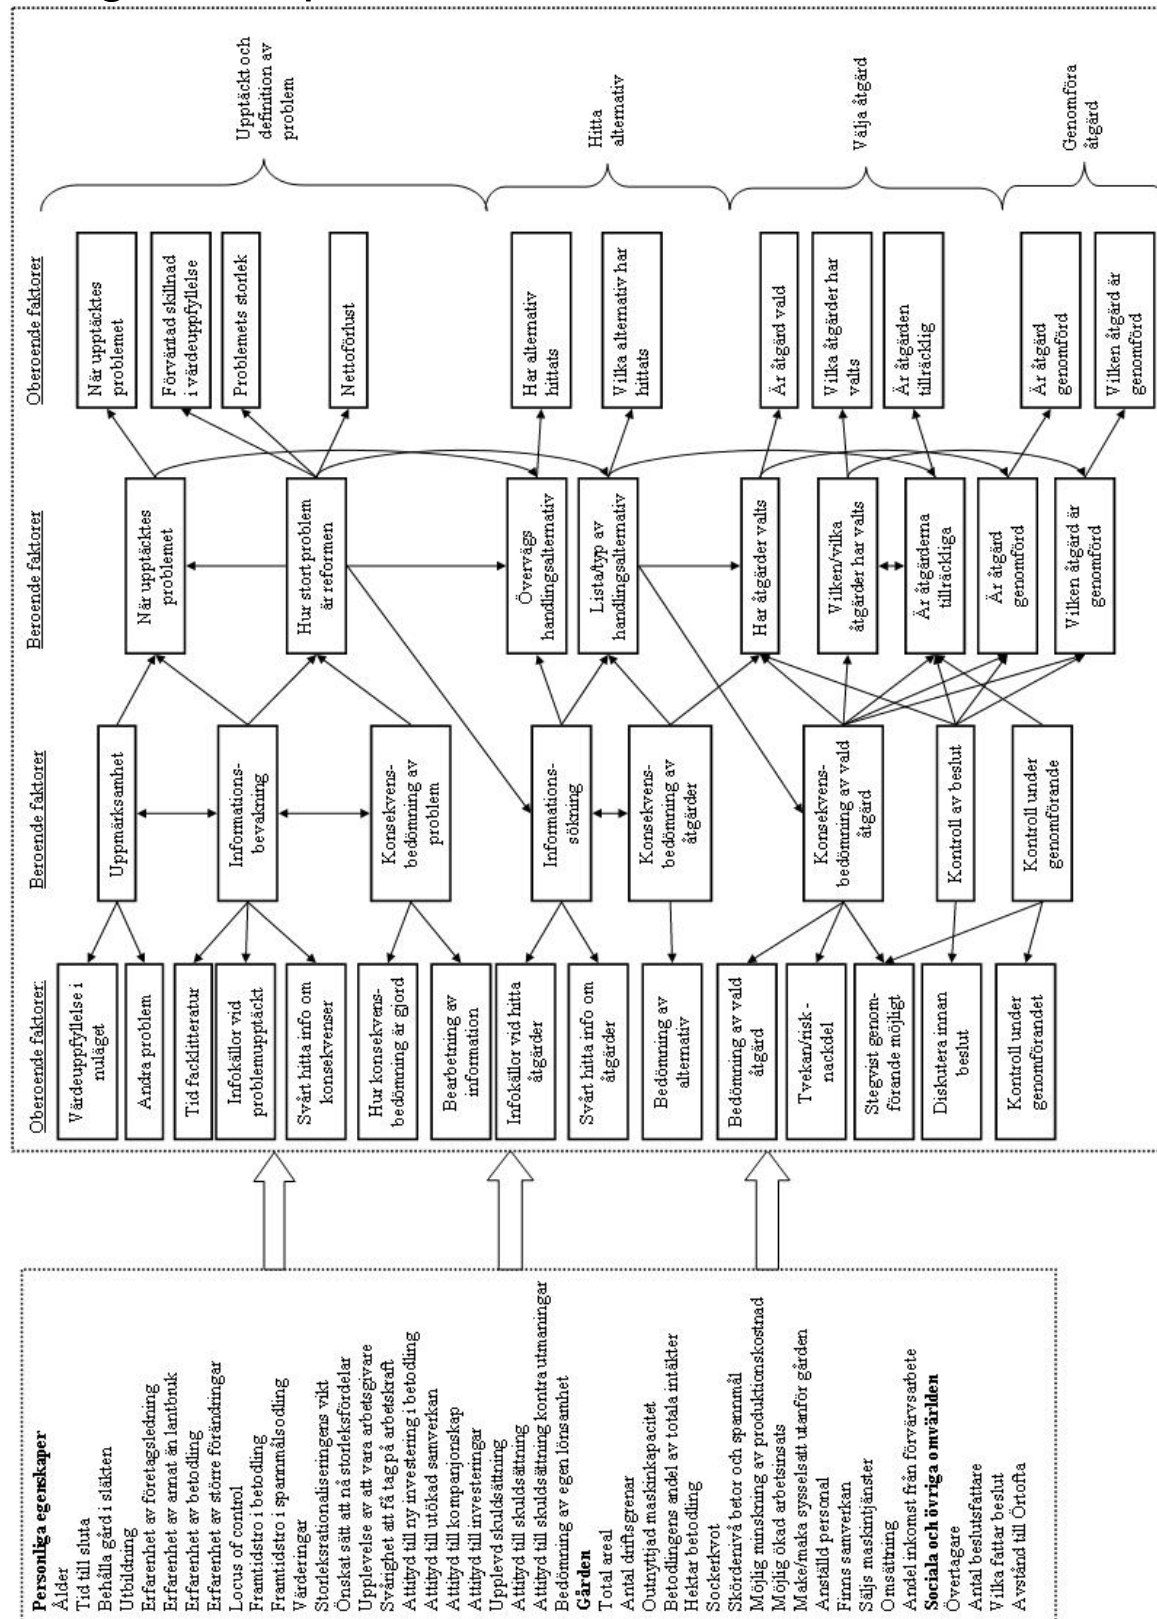 Personliga egenskaper
Ålder
Tid till sluta
Behålla gård i släkten
Utbildning
Erfarenhet av företagsledning
Erfarenhet av annat än lantbruk
Erfarenhet av betodling
Erfarenhet av större förändringar
Locus of control
Framtidstro i betodling
Framtidstro i spannmålsodling
Värderingar
Storleksrationaliseringens vikt
Önskat sätt att nå storleksfördelar
Upplevelse av att vara arbetsgivare
Svårighet att få tag på arbetskraft
Attityd till ny investering i betodling
Attityd till utökad samverkan
Attityd till kompanjonskap
Attityd till investeringar
Upplevd skuldsättning
Attityd till skuldsättning
Attityd till skuldsättning kontra utmaningar
Bedömning av egen lönsamhet
Gården
Total areal
Antal driftsgrenar
Outnyttjad maskinkapacitet
Betodlingens andel av totala intäkter
Hektar betodling
Sockerkvot
Skördenivå betor och spannmål
Möjlig minskning av produktionskostnad
Möjlig ökad arbetsinsats
Make/maka sysselsatt utanför gården
Anställd personal
Finns samverkan
Säljs maskintjänster
Omsättning
Andel inkomst från förvärvsarbete
Sociala och övriga omvärlden
Övertagare
Antal beslutsfattare
Vilka fattar beslut
Avstånd till Örtofta
Oberoende faktorer:
Värdeuppfyllelse i
nuläget
Andra problem
Tid facklitteratur
Infokällor vid
problemupptäckt
Svårt hitta info om
konsekvenser
Hur konsekvens-
bedömning är gjord
Bearbetning av
information
Infokällor vid hitta
åtgärder
Svårt hitta info om
åtgärder
Bedömning av
alternativ
Bedömning av vald
åtgärd
Tvekan/risk -
nackdel
Stegvist genom-
förande möjligt
Diskutera innan
beslut
Kontroll under
genomförandet
Beroende faktorer
Uppmärksamhet
Informations-
bevakning
Konsekvens-
bedömning av
problem
Informations-
sökning
Konsekvens-
bedömning av
åtgärder
Konsekvens-
bedömning av vald
åtgärd
Kontroll av beslut
Kontroll under
genomförande
Beroende faktorer
När upptäcktes
problemet
Hur stort problem
är reformen
Övervägs
handlingsalternativ
Lista/typ av
handlingsalternativ
Har åtgärder valts
Vilken/vilka
åtgärder har valts
Är åtgärderna
tillräckliga
Är åtgärd
genomförd
Vilken åtgärd är
genomförd
Oberoende faktorer
När upptäcktes
problemet
Förväntad skillnad
i värdeuppfyllelse
Problemets storlek
Nettoförlust
Har alternativ
hittats
Vilka alternativ har
hittats
Är åtgärd vald
Vilka åtgärder har
valts
Är åtgärden
tillräcklig
Är åtgärd
genomförd
Vilken åtgärd är
genomförd
Upptäckt och
definition av
problem
Hitta
alternativ
Välja åtgärd
Genomföra
åtgärd